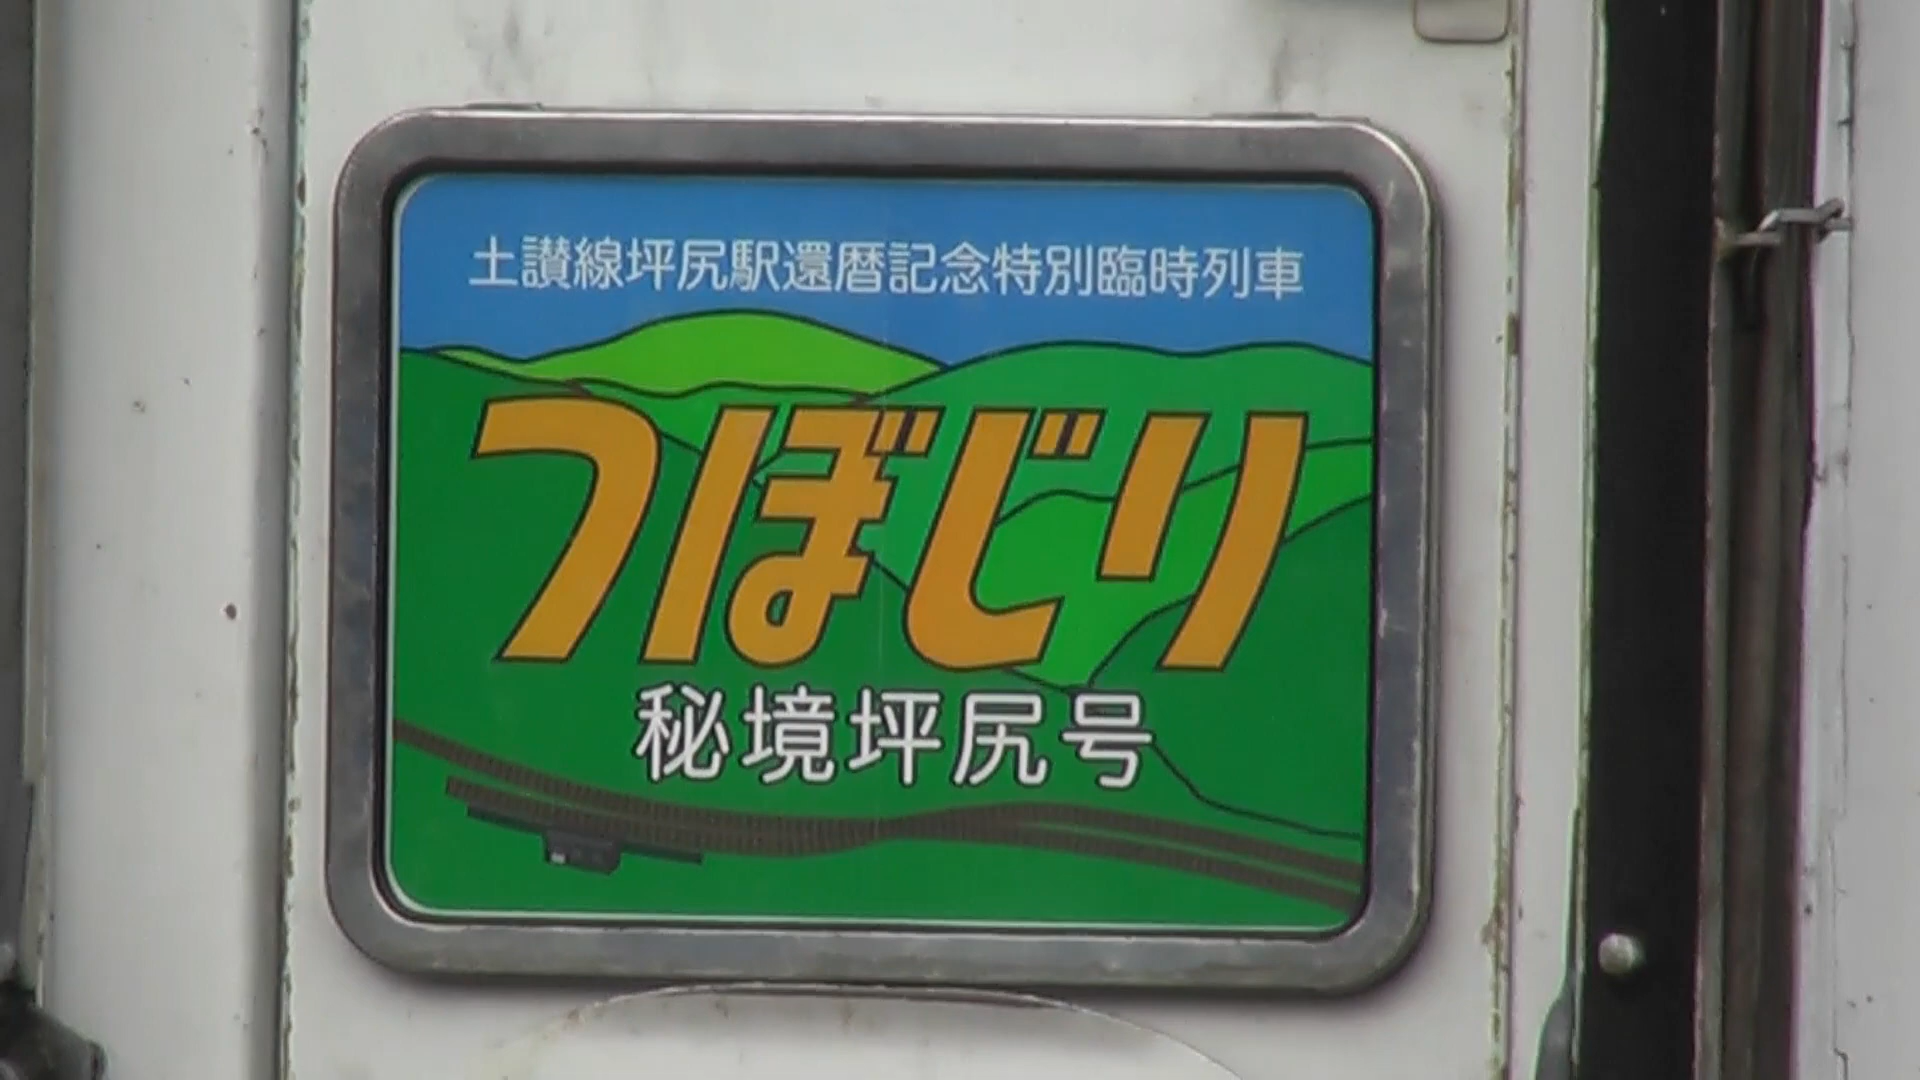 土讃線坪尻駅還暦記念特別臨時列車
つぼじり
秘境坪尻号